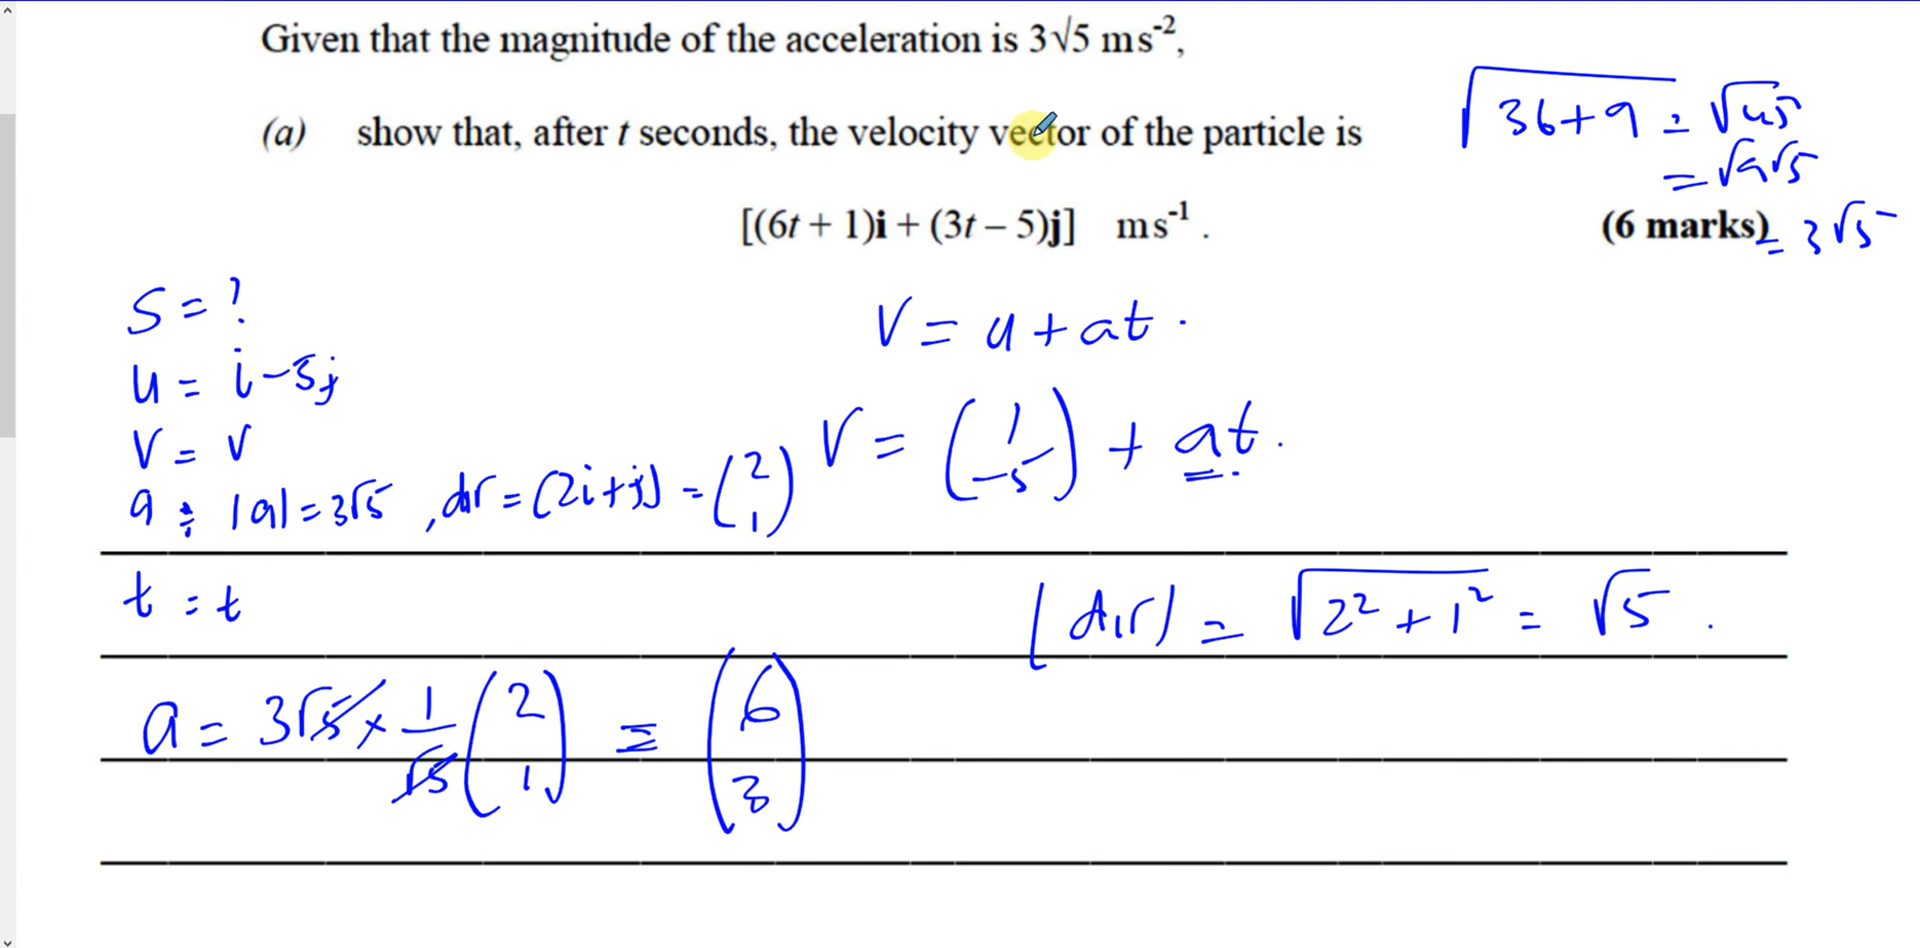 Given that the magnitude of the acceleration is 3√5 ms⁻²,
(a) show that, after t seconds, the velocity vector of the particle is
[(6t + 1)i + (3t – 5)j] ms⁻¹ .
(6 marks)
√36+9 = √45
= √9√5
= 3√5
S = ?
u = i-5j
V = V
a : |a| = 3√5 , dir = (2i+j) = (2 1)
t = t
V = u + at .
V = (1 -5) + at .
|dir| = √2² + 1² = √5 .
a = 3√5 × 1/√5 (2 1) = (6 3)